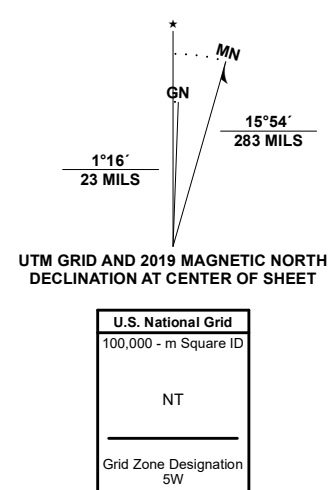 ★
MN
GN
15°54´
283 MILS
1°16´
23 MILS
UTM GRID AND 2019 MAGNETIC NORTH
DECLINATION AT CENTER OF SHEET
U.S. National Grid
100,000 - m Square ID
NT
Grid Zone Designation
5W